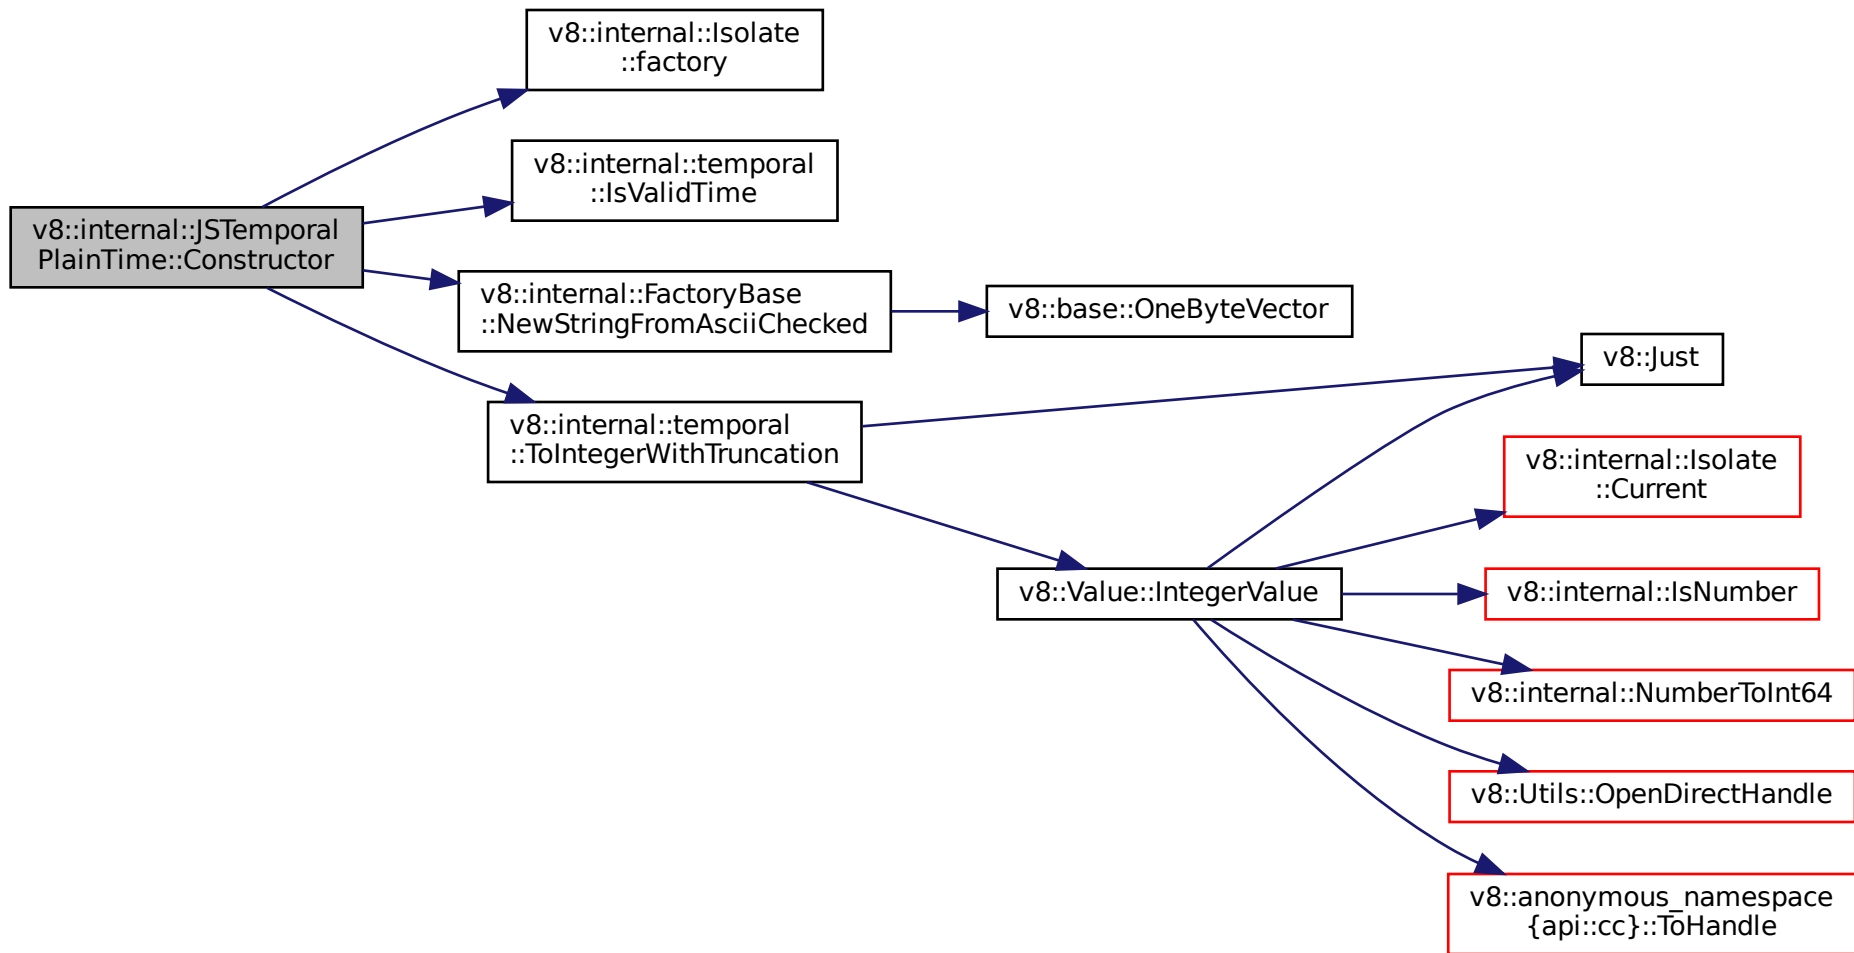 v8::internal::Isolate
::factory
v8::internal::temporal
::IsValidTime
v8::internal::JSTemporal
PlainTime::Constructor
v8::internal::FactoryBase
::NewStringFromAsciiChecked
v8::base::OneByteVector
v8::Just
v8::internal::temporal
::ToIntegerWithTruncation
v8::internal::Isolate
::Current
v8::Value::IntegerValue
v8::internal::IsNumber
v8::internal::NumberToInt64
v8::Utils::OpenDirectHandle
v8::anonymous_namespace
{api::cc}::ToHandle